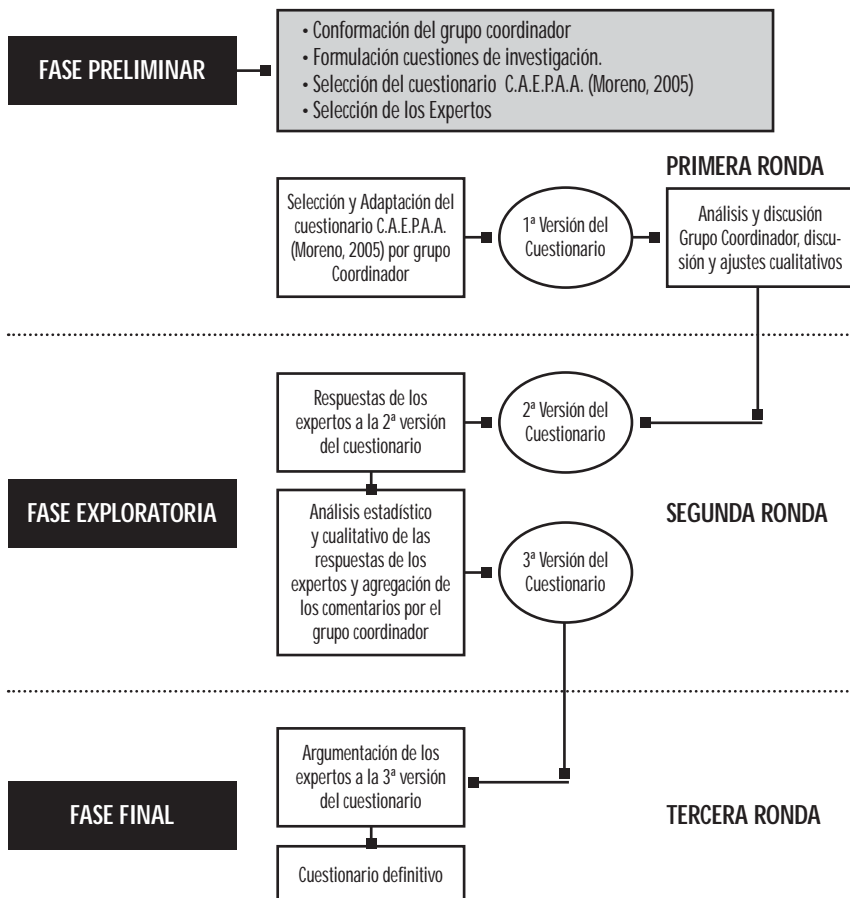 FASE PRELIMINAR
• Conformación del grupo coordinador
• Formulación cuestiones de investigación.
• Selección del cuestionario C.A.E.P.A.A. (Moreno, 2005)
• Selección de los Expertos
PRIMERA RONDA
Selección y Adaptación del
cuestionario C.A.E.P.A.A.
(Moreno, 2005) por grupo
Coordinador
1ª Versión del
Cuestionario
Análisis y discusión
Grupo Coordinador, discu-
sión y ajustes cualitativos
Respuestas de los
expertos a la 2ª versión
del cuestionario
2ª Versión del
Cuestionario
FASE EXPLORATORIA
Análisis estadístico
y cualitativo de las
respuestas de los
expertos y agregación de
los comentarios por el
grupo coordinador
3ª Versión del
Cuestionario
SEGUNDA RONDA
FASE FINAL
Argumentación de los
expertos a la 3ª versión
del cuestionario
TERCERA RONDA
Cuestionario definitivo